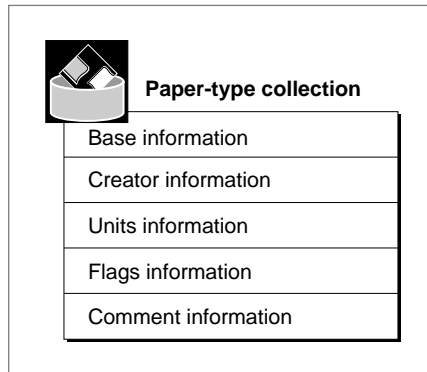 Paper-type collection
Base information
Creator information
Units information
Flags information
Comment information